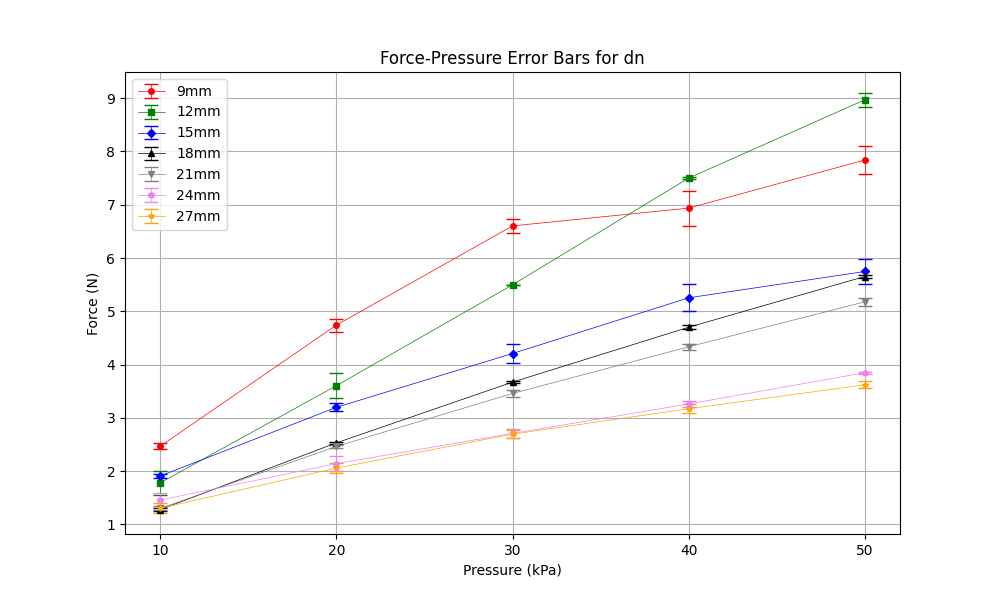 Force-Pressure Error Bars for dn
9mm
12mm
15mm
18mm
21mm
24mm
27mm
9
8
7
6
5
4
3
2
1
Force (N)
10 20 30 40 50
Pressure (kPa)